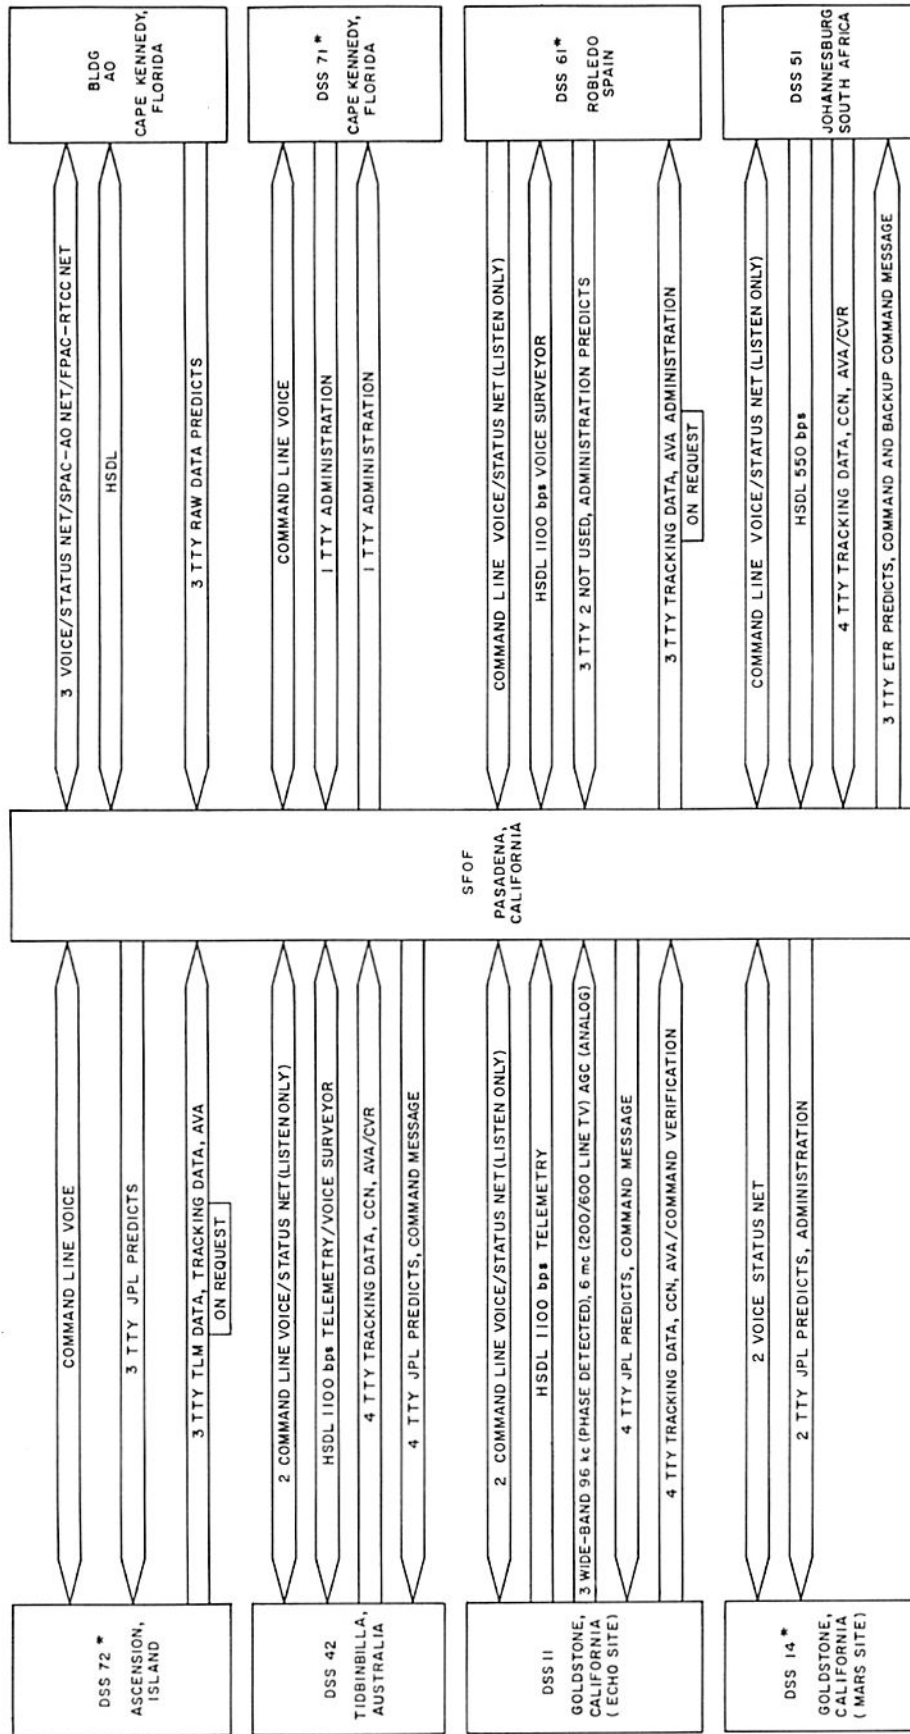 DSS 72*
ASCENSION,
ISLAND
COMMAND LINE VOICE
3 TTY JPL PREDICTS
3 TTY TLM DATA, TRACKING DATA, AVA
ON REQUEST
DSS 42
TIDBINBILLA,
AUSTRALIA
2 COMMAND LINE VOICE/STATUS NET (LISTEN ONLY)
HSDL 1100 bps TELEMETRY/VOICE SURVEYOR
4 TTY TRACKING DATA, CCN, AVA/CVR
4 TTY JPL PREDICTS, COMMAND MESSAGE
DSS 11
GOLDSTONE,
CALIFORNIA
(ECHO SITE)
2 COMMAND LINE VOICE/STATUS NET (LISTEN ONLY)
HSDL 1100 bps TELEMETRY
3 WIDE-BAND 96 kc (PHASE DETECTED), 6 mc (200/600 LINE TV) AGC (ANALOG)
4 TTY JPL PREDICTS, COMMAND MESSAGE
4 TTY TRACKING DATA, CCN, AVA/COMMAND VERIFICATION
DSS 14*
GOLDSTONE,
CALIFORNIA
(MARS SITE)
2 VOICE STATUS NET
2 TTY JPL PREDICTS, ADMINISTRATION
SFOF
PASADENA,
CALIFORNIA
BLDG
AO
CAPE KENNEDY,
FLORIDA
3 VOICE/STATUS NET/SPAC-AO NET/FPAC-RTCC NET
HSDL
3 TTY RAW DATA PREDICTS
DSS 71*
CAPE KENNEDY,
FLORIDA
COMMAND LINE VOICE
1 TTY ADMINISTRATION
1 TTY ADMINISTRATION
DSS 61*
ROBLEDO
SPAIN
COMMAND LINE VOICE/STATUS NET (LISTEN ONLY)
HSDL 1100 bps VOICE SURVEYOR
3 TTY 2 NOT USED, ADMINISTRATION PREDICTS
3 TTY TRACKING DATA, AVA ADMINISTRATION
ON REQUEST
DSS 51
JOHANNESBURG
SOUTH AFRICA
COMMAND LINE VOICE/STATUS NET (LISTEN ONLY)
HSDL 550 bps
4 TTY TRACKING DATA, CCN, AVA/CVR
3 TTY ETR PREDICTS, COMMAND AND BACKUP COMMAND MESSAGE